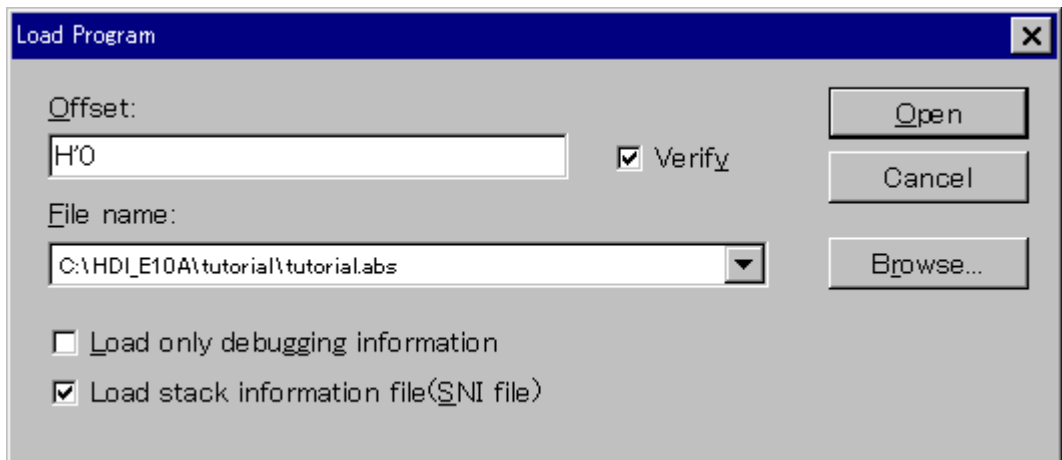 Load Program
Offset:
Open
H'0
Verify
Cancel
File name:
C:\HDI_E10A\tutorial\tutorial.abs
Browse...
Load only debugging information
Load stack information file(SNI file)